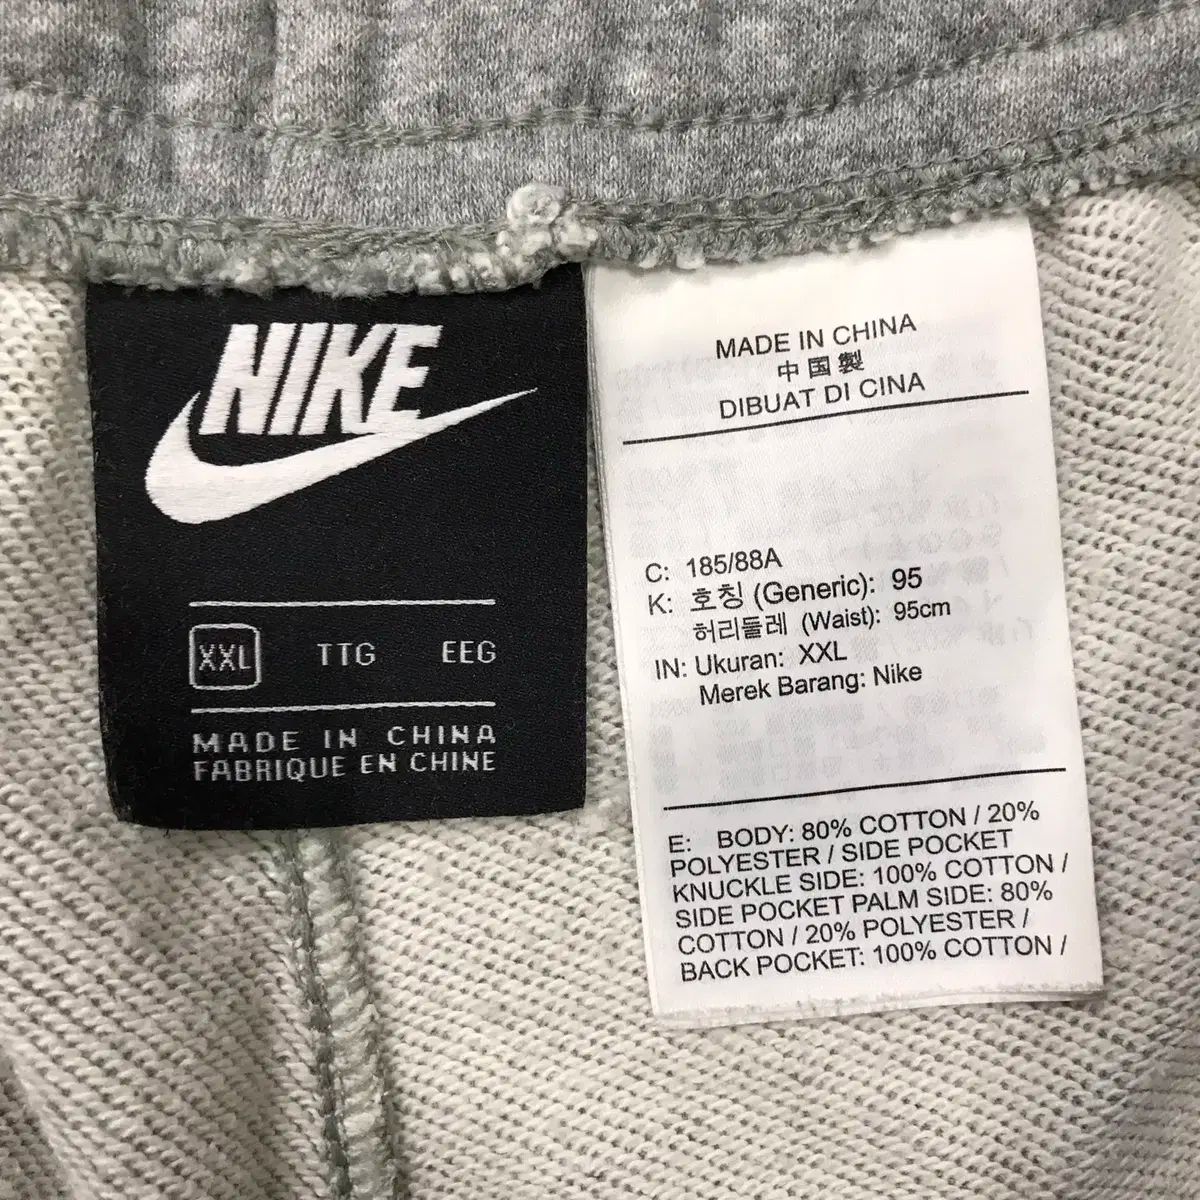 NIKE
XXL TTG EEG
MADE IN CHINA
FABRIQUE EN CHINE
MADE IN CHINA
中国製
DIBUAT DI CINA
C: 185/88A
K: 호칭 (Generic): 95
허리둘레 (Waist): 95cm
IN: Ukuran: XXL
Merek Barang: Nike
E: BODY: 80% COTTON / 20%
POLYESTER / SIDE POCKET
KNUCKLE SIDE: 100% COTTON /
SIDE POCKET PALM SIDE: 80%
COTTON / 20% POLYESTER /
BACK POCKET: 100% COTTON /